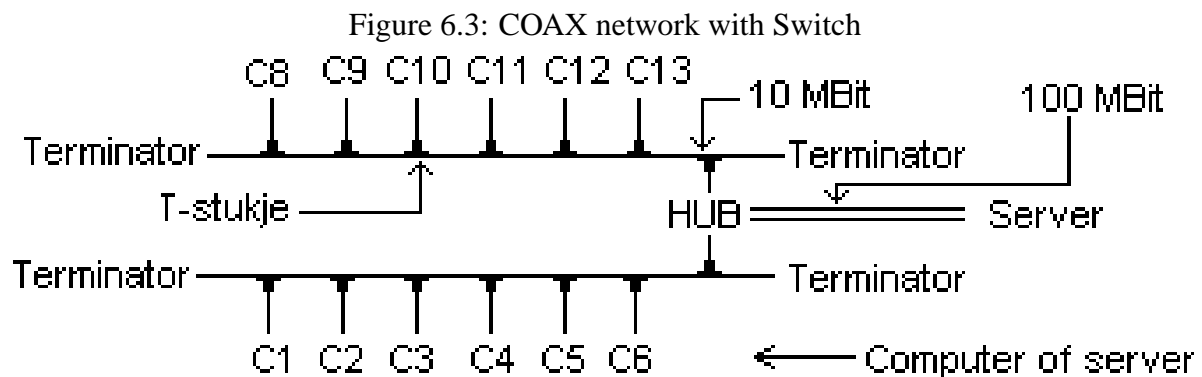 Figure 6.3: COAX network with Switch
C8 C9 C10 C11 C12 C13
10 MBit 100 MBit
Terminator Terminator
T-stukje HUB Server
Terminator Terminator
C1 C2 C3 C4 C5 C6 Computer of server